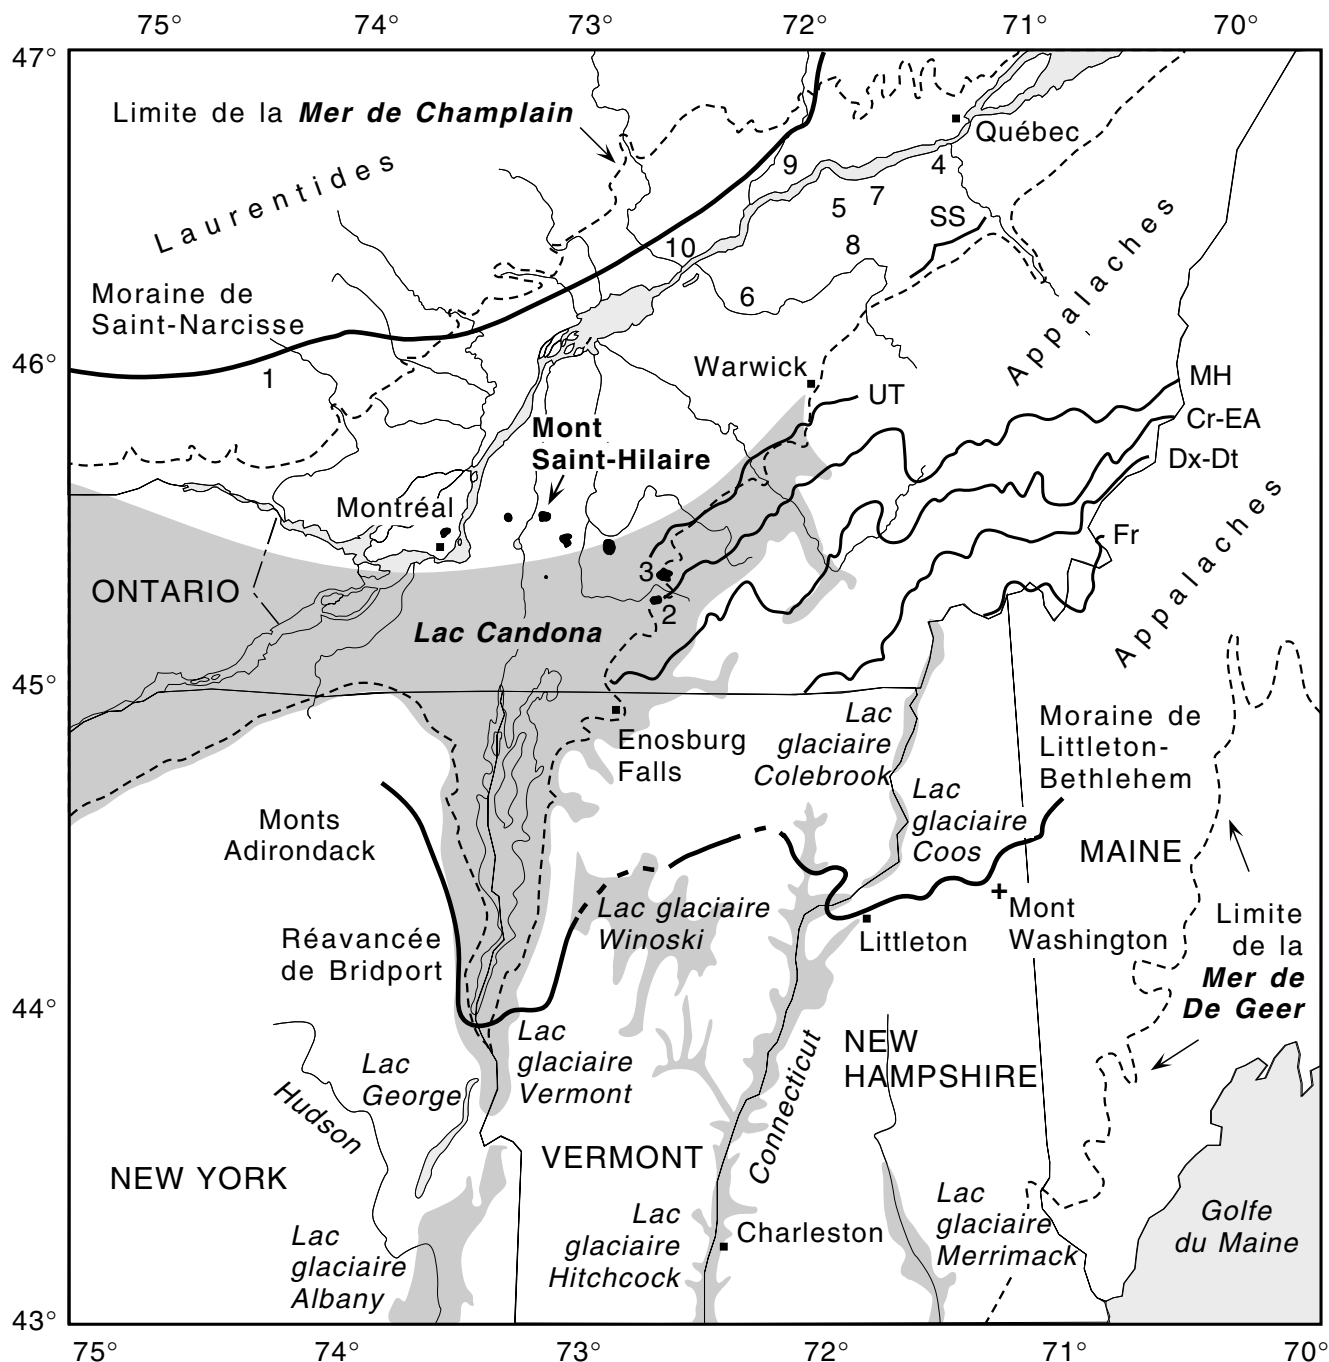 75° 74° 73° 72° 71° 70°
47°
Limite de la Mer de Champlain
Québec
Laurentides
9
4
7
5
SS
8
10
6
Appalaches
Moraine de
Saint-Narcisse
46°
1
Warwick
UT
MH
Cr-EA
Dx-Dt
Mont
Saint-Hilaire
Montréal
Fr
ONTARIO
3
2
Lac Candona
Appalaches
45°
Enosburg
Falls
Lac
glaciaire
Colebrook
Moraine de
Littleton-
Bethlehem
Lac
glaciaire
Coos
Monts
Adirondack
MAINE
Lac glaciaire
Winoski
Mont
Washington
Littleton
Limite
de la
Mer de
De Geer
Réavancée
de Bridport
44°
Lac
glaciaire
Vermont
Lac
George
Hudson
NEW
HAMPSHIRE
Connecticut
NEW YORK
VERMONT
Lac
glaciaire
Merrimack
Golfe
du Maine
Lac
glaciaire
Hitchcock
Charleston
Lac
glaciaire
Albany
43°
75° 74° 73° 72° 71° 70°